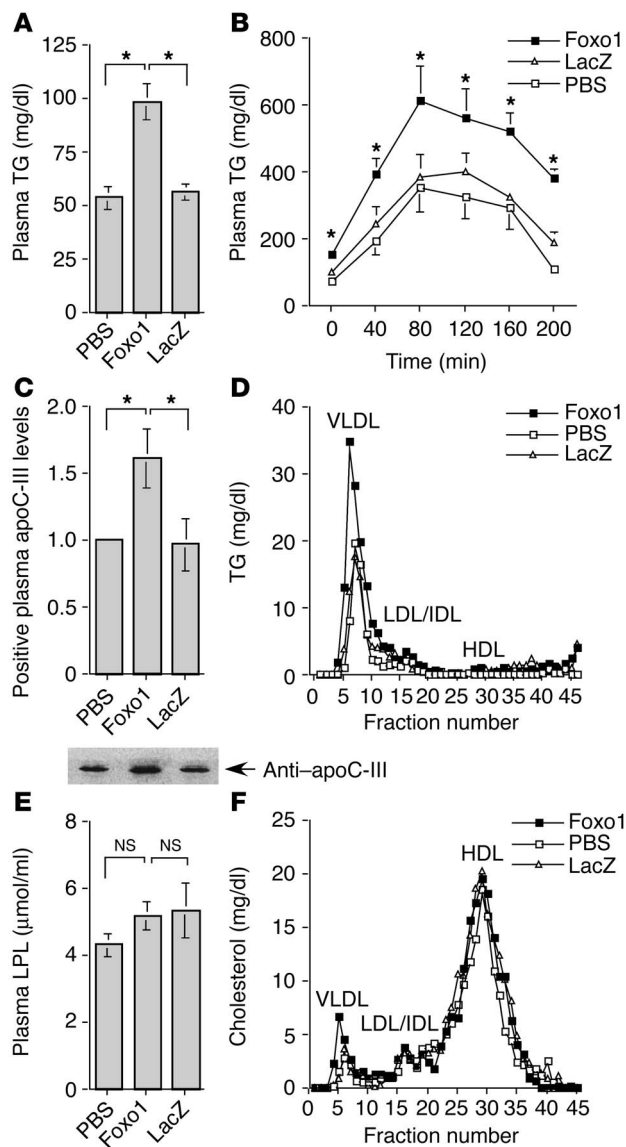 A
Plasma TG (mg/dl)
125
100
75
50
25
0
* *
PBS
Foxo1
LacZ
B
Plasma TG (mg/dl)
800
600
400
200
0
Foxo1
LacZ
PBS
* * * * * *
0 40 80 120 160 200
Time (min)
C
Positive plasma apoC-III levels
2.0
1.5
1.0
0.5
0
* *
PBS
Foxo1
LacZ
Anti–apoC-III
D
TG (mg/dl)
40
30
20
10
0
VLDL
LDL/IDL
HDL
Foxo1
PBS
LacZ
0 5 10 15 20 25 30 35 40 45
Fraction number
E
Plasma LPL (μmol/ml)
8
6
4
2
0
NS NS
PBS
Foxo1
LacZ
F
Cholesterol (mg/dl)
25
20
15
10
5
0
VLDL
LDL/IDL
HDL
Foxo1
PBS
LacZ
0 5 10 15 20 25 30 35 40 45
Fraction number